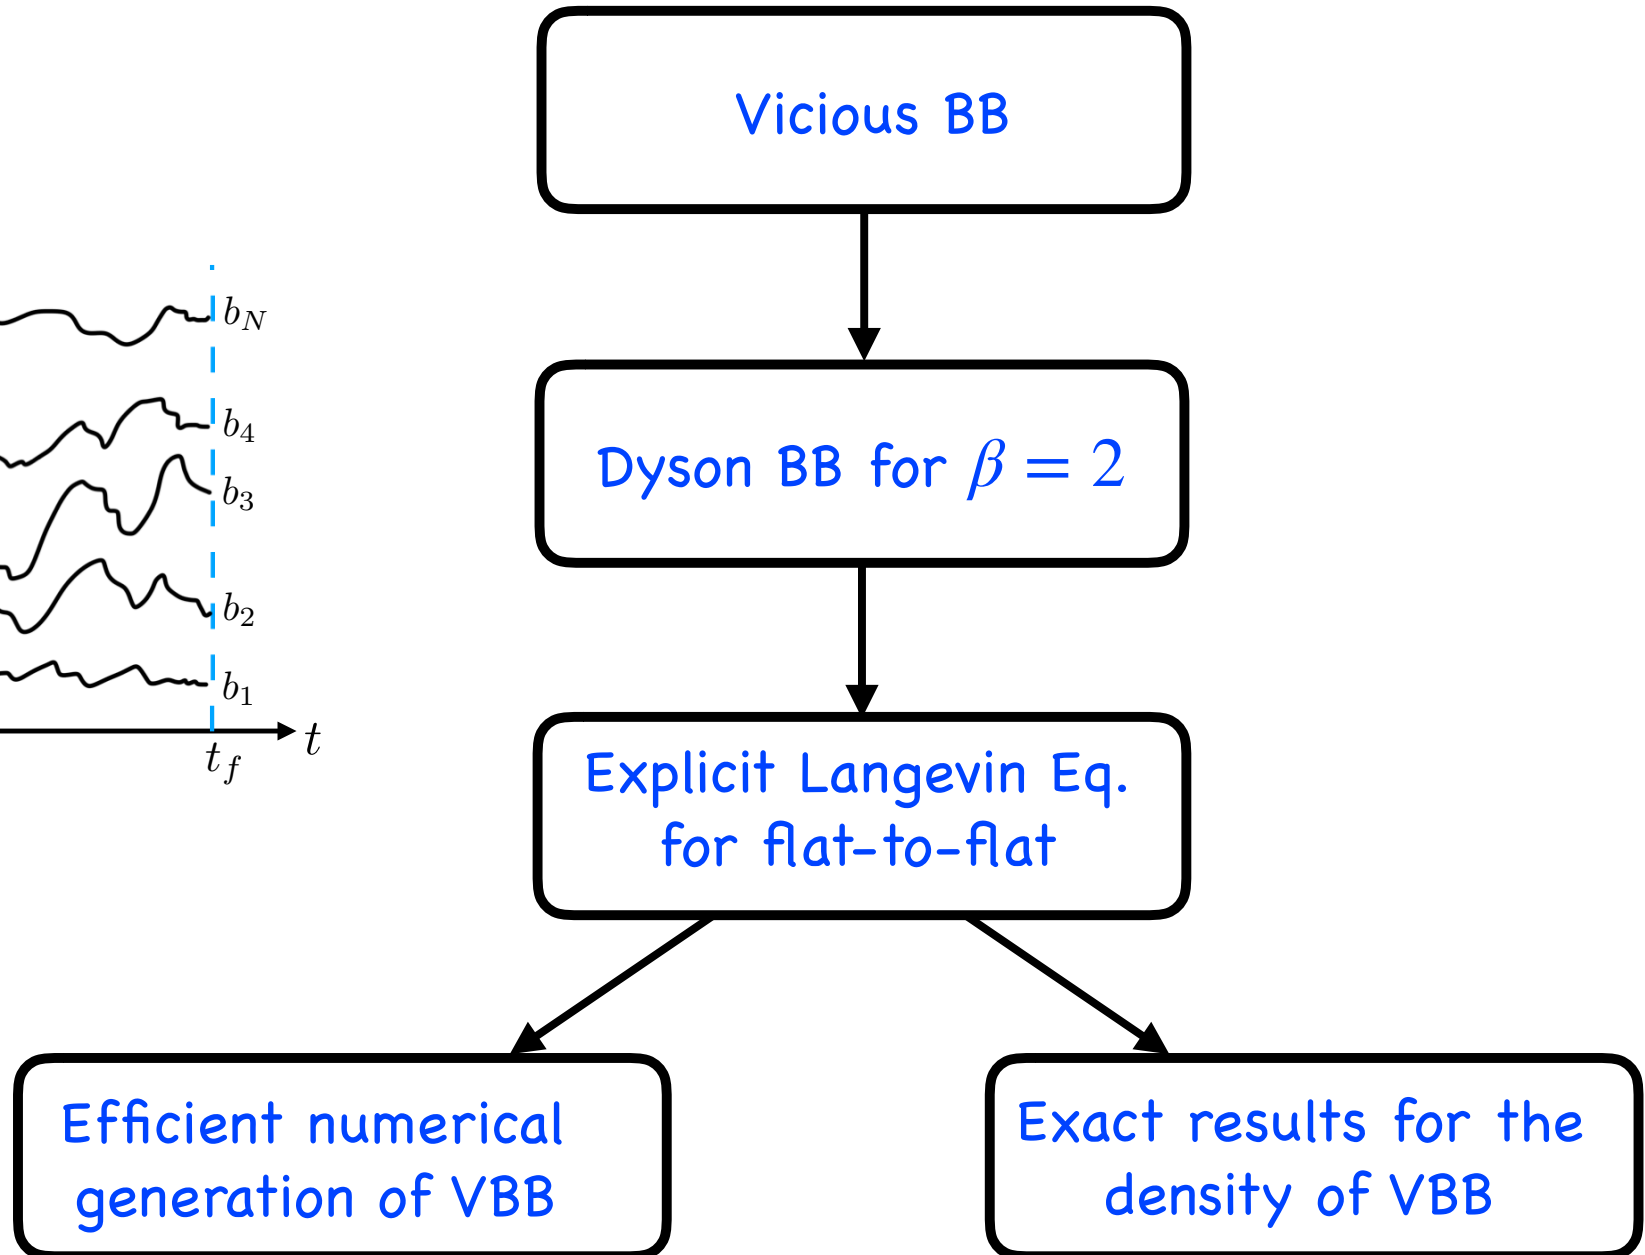 Vicious BB
b_N
b_4
b_3
b_2
b_1
t
t_f
Dyson BB for β = 2
Explicit Langevin Eq.
for flat-to-flat
Efficient numerical
generation of VBB
Exact results for the
density of VBB